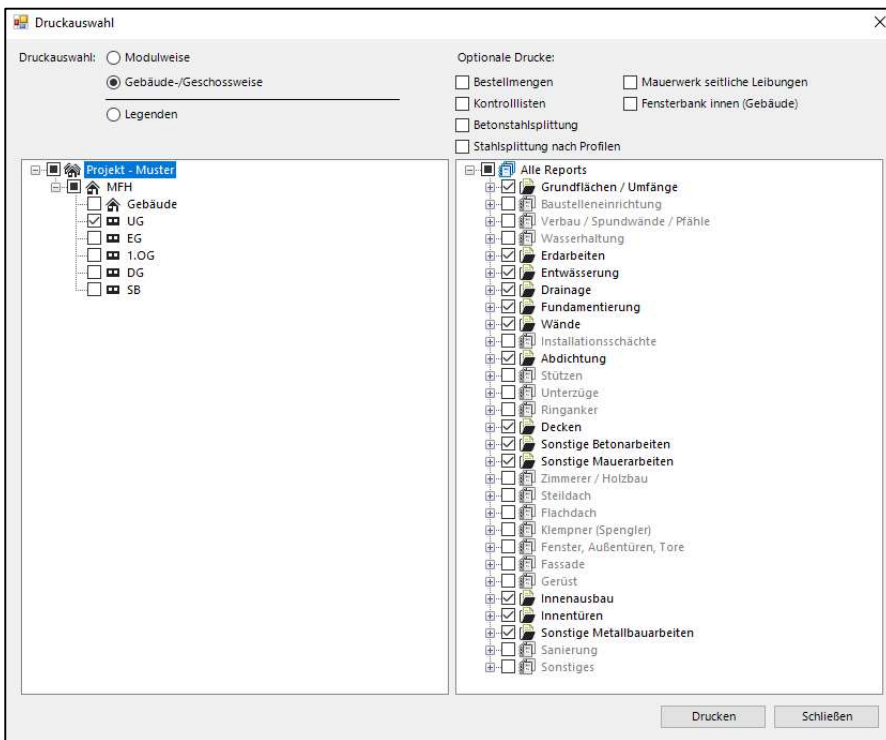 Druckauswahl
Druckauswahl:
Modulweise
Gebäude-/Geschossweise
Legenden
Optionale Drucke:
Bestellmengen
Mauerwerk seitliche Leibungen
Kontrolllisten
Fensterbank innen (Gebäude)
Betonstahlsplittung
Stahlsplittung nach Profilen
Projekt - Muster
MFH
Gebäude
UG
EG
1.OG
DG
SB
Alle Reports
Grundflächen / Umfänge
Baustelleneinrichtung
Verbau / Spundwände / Pfähle
Wasserhaltung
Erdarbeiten
Entwässerung
Drainage
Fundamentierung
Wände
Installationsschächte
Abdichtung
Stützen
Unterzüge
Ringanker
Decken
Sonstige Betonarbeiten
Sonstige Mauerarbeiten
Zimmerer / Holzbau
Steildach
Flachdach
Klempner (Spengler)
Fenster, Außentüren, Tore
Fassade
Gerüst
Innenausbau
Innentüren
Sonstige Metallbauarbeiten
Sanierung
Sonstiges
Drucken
Schließen